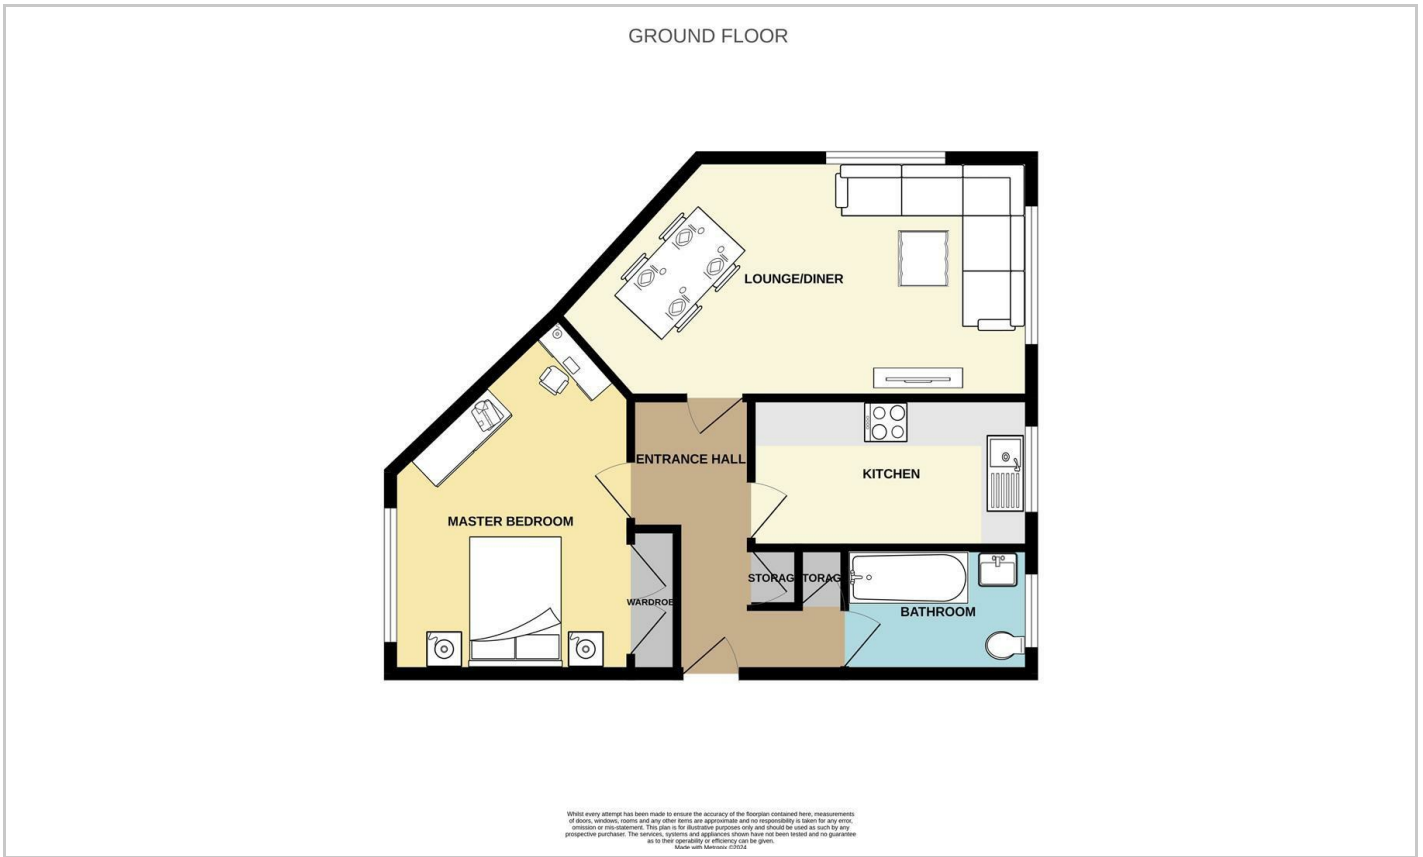 GROUND FLOOR
LOUNGE/DINER
ENTRANCE HALL
KITCHEN
MASTER BEDROOM
STORAG
TORAG
WARDROBE
BATHROOM
Whilst every attempt has been made to ensure the accuracy of the floorplan contained here, measurements
of doors, windows, rooms and any other items are approximate and no responsibility is taken for any error,
omission or mis-statement. This plan is for illustrative purposes only and should be used as such by any
prospective purchaser. The services, systems and appliances shown have not been tested and no guarantee
as to their operability or efficiency can be given.
Made with Metropix ©2024